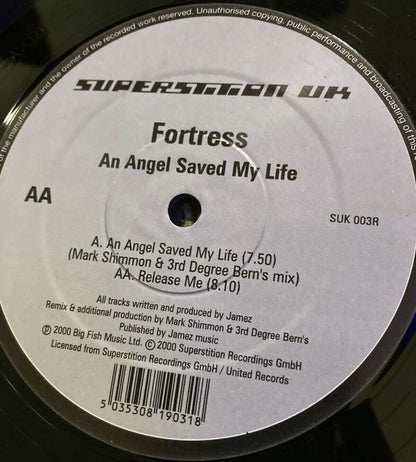 of the manufacturer and the owner of the recorded work reserved. Unauthorised copying, public performance and broadcasting of this
SUPERSTITION UK
Fortress
An Angel Saved My Life
AA
SUK 003R
A. An Angel Saved My Life (7.50)
(Mark Shimmon & 3rd Degree Bern's mix)
AA. Release Me (8.10)
All tracks written and produced by Jamez
Remix & additional production by Mark Shimmon & 3rd Degree Bern's
Published by Jamez music
℗ 2000 Big Fish Music Ltd. © 2000 Superstition Recordings GmbH
Licensed from Superstition Recordings GmbH / United Records
5 035308 190318